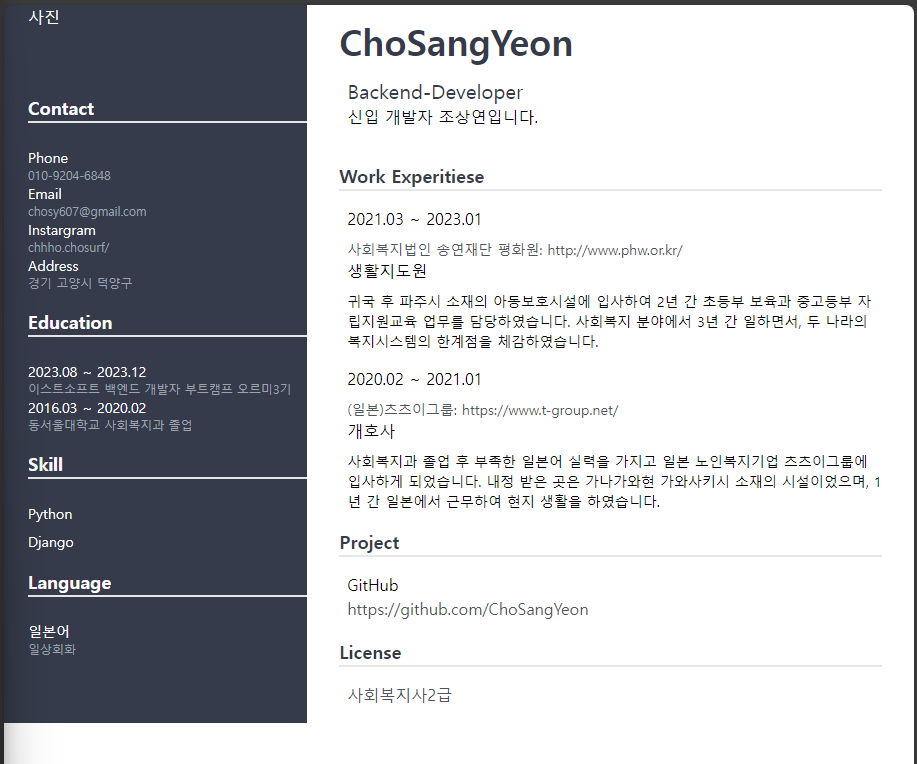 사진
Contact
Phone
010-9204-6848
Email
chosy607@gmail.com
Instargram
chhho.chosurf/
Address
경기 고양시 덕양구
Education
2023.08 ~ 2023.12
이스트소프트 백엔드 개발자 부트캠프 오르미3기
2016.03 ~ 2020.02
동서울대학교 사회복지과 졸업
Skill
Python
Django
Language
일본어
일상회화
ChoSangYeon
Backend-Developer
신입 개발자 조상연입니다.
Work Experitiese
2021.03 ~ 2023.01
사회복지법인 송연재단 평화원: http://www.phw.or.kr/
생활지도원
귀국 후 파주시 소재의 아동보호시설에 입사하여 2년 간 초등부 보육과 중고등부 자
립지원교육 업무를 담당하였습니다. 사회복지 분야에서 3년 간 일하면서, 두 나라의
복지시스템의 한계점을 체감하였습니다.
2020.02 ~ 2021.01
(일본)츠츠이그룹: https://www.t-group.net/
개호사
사회복지과 졸업 후 부족한 일본어 실력을 가지고 일본 노인복지기업 츠츠이그룹에
입사하게 되었습니다. 내정 받은 곳은 가나가와현 가와사키시 소재의 시설이었으며, 1
년 간 일본에서 근무하여 현지 생활을 하였습니다.
Project
GitHub
https://github.com/ChoSangYeon
License
사회복지사2급